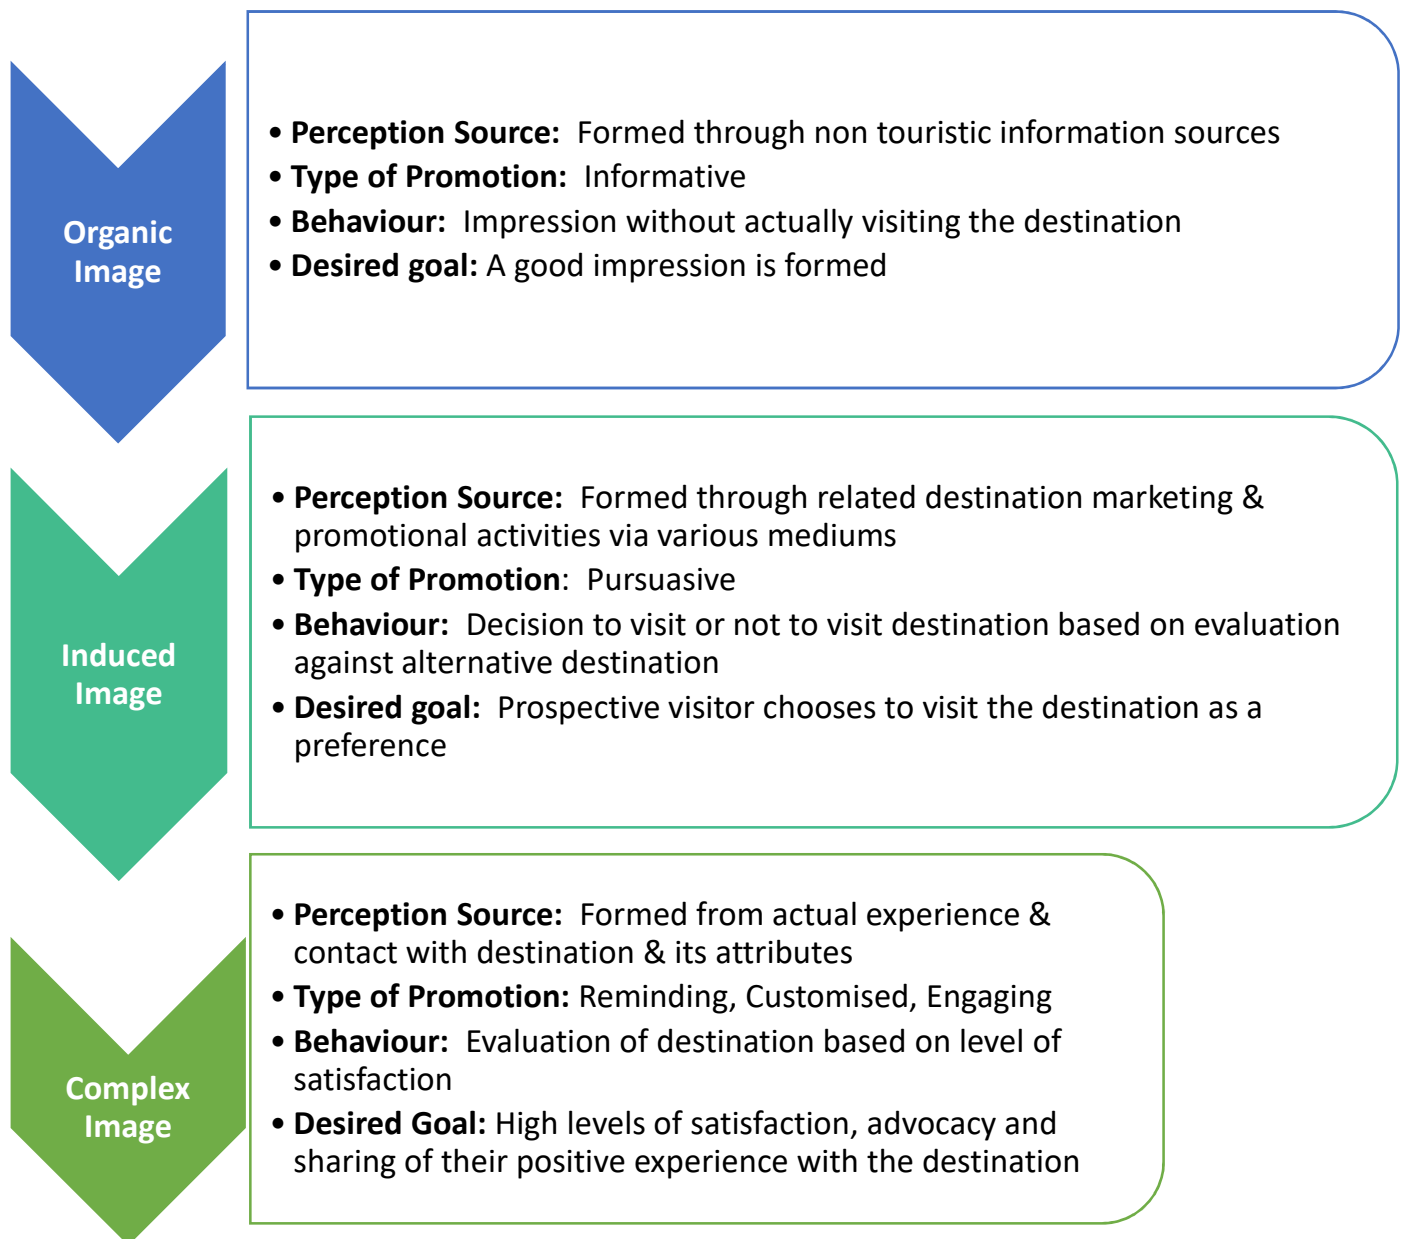 Organic
Image
• Perception Source: Formed through non touristic information sources
• Type of Promotion: Informative
• Behaviour: Impression without actually visiting the destination
• Desired goal: A good impression is formed
Induced
Image
• Perception Source: Formed through related destination marketing &
promotional activities via various mediums
• Type of Promotion: Pursuasive
• Behaviour: Decision to visit or not to visit destination based on evaluation
against alternative destination
• Desired goal: Prospective visitor chooses to visit the destination as a
preference
Complex
Image
• Perception Source: Formed from actual experience &
contact with destination & its attributes
• Type of Promotion: Reminding, Customised, Engaging
• Behaviour: Evaluation of destination based on level of
satisfaction
• Desired Goal: High levels of satisfaction, advocacy and
sharing of their positive experience with the destination